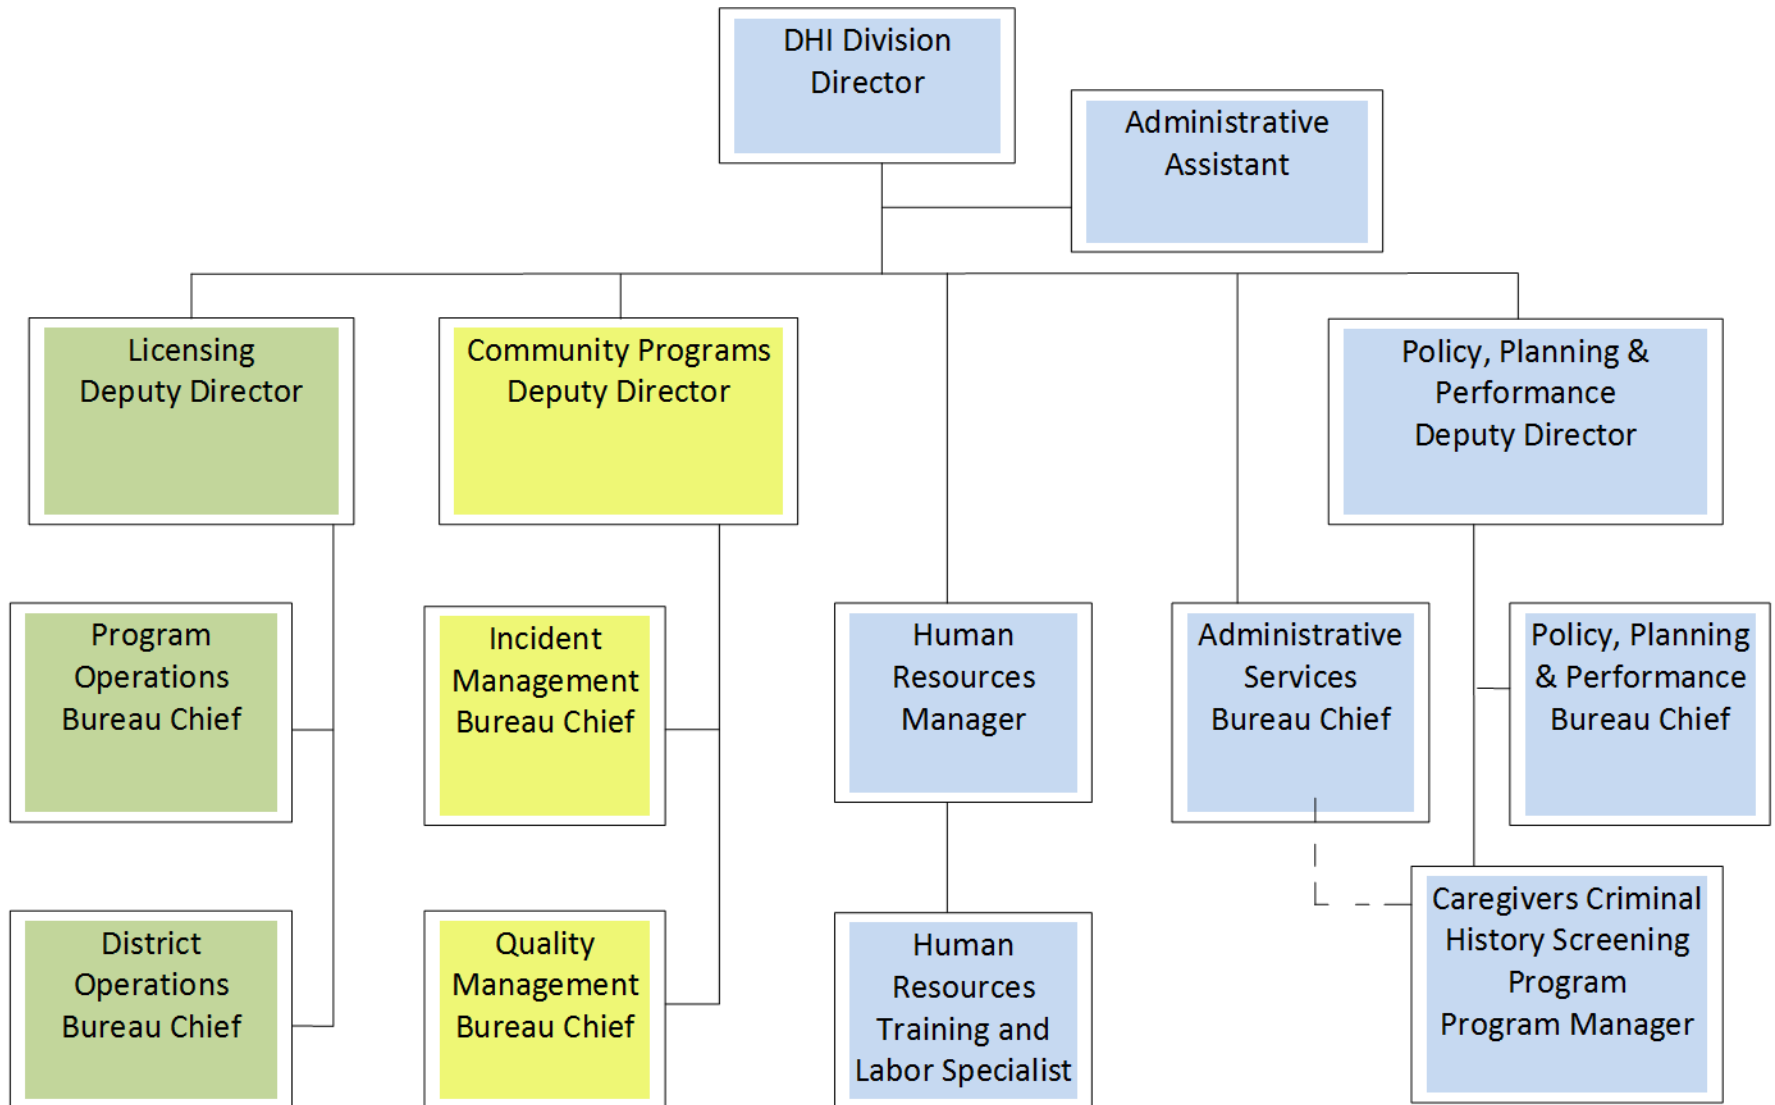 DHI Division
Director
Administrative
Assistant
Licensing
Deputy Director
Community Programs
Deputy Director
Policy, Planning &
Performance
Deputy Director
Program
Operations
Bureau Chief
Incident
Management
Bureau Chief
Human
Resources
Manager
Administrative
Services
Bureau Chief
Policy, Planning
& Performance
Bureau Chief
District
Operations
Bureau Chief
Quality
Management
Bureau Chief
Human
Resources
Training and
Labor Specialist
Caregivers Criminal
History Screening
Program
Program Manager